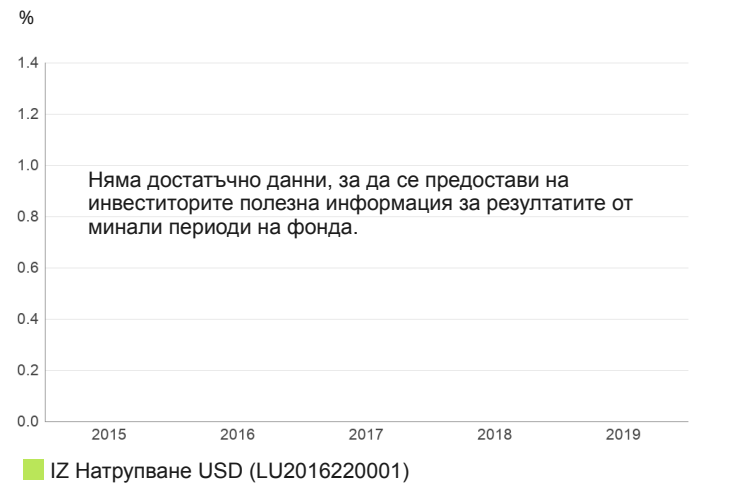 %
1.4
1.2
1.0
Няма достатъчно данни, за да се предостави на
инвеститорите полезна информация за резултатите от
минали периоди на фонда.
0.8
0.6
0.4
0.2
0.0
2015 2016 2017 2018 2019
IZ Натрупване USD (LU2016220001)